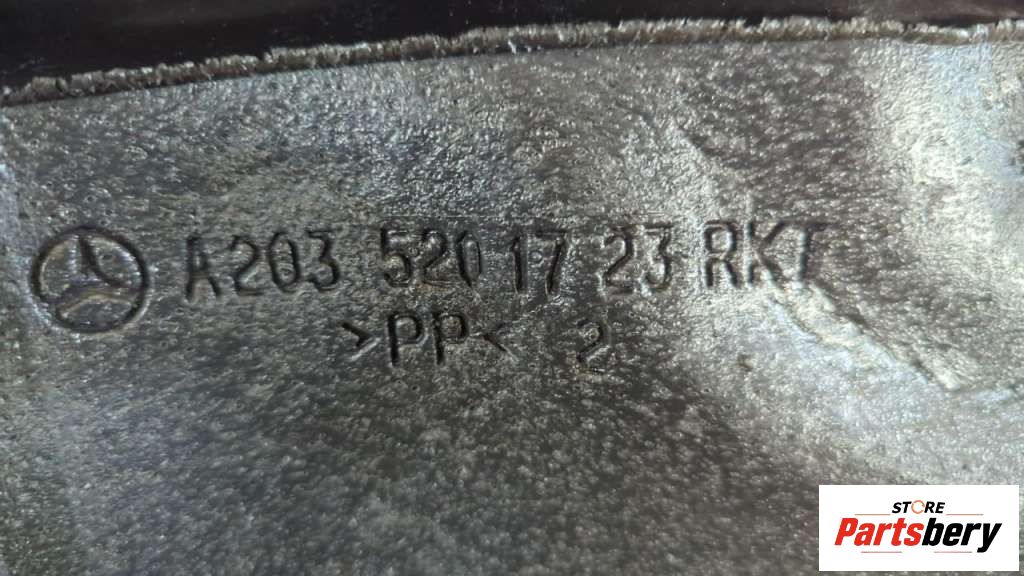 A203 520 17 23 RKT
>PP< 2
STORE
Partsbery